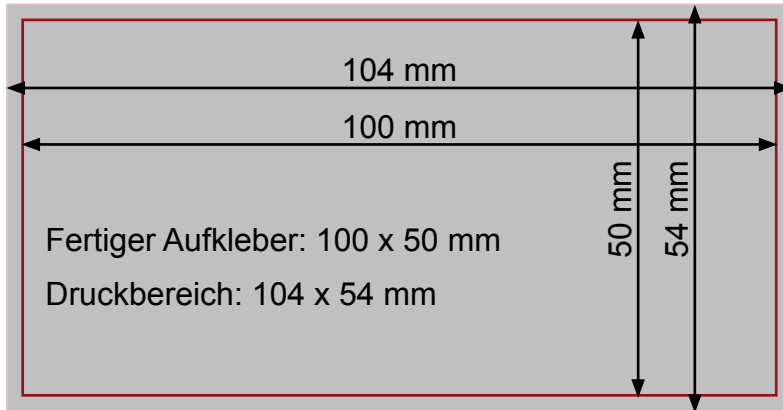 104 mm
100 mm
50 mm
54 mm
Fertiger Aufkleber: 100 x 50 mm
Druckbereich: 104 x 54 mm